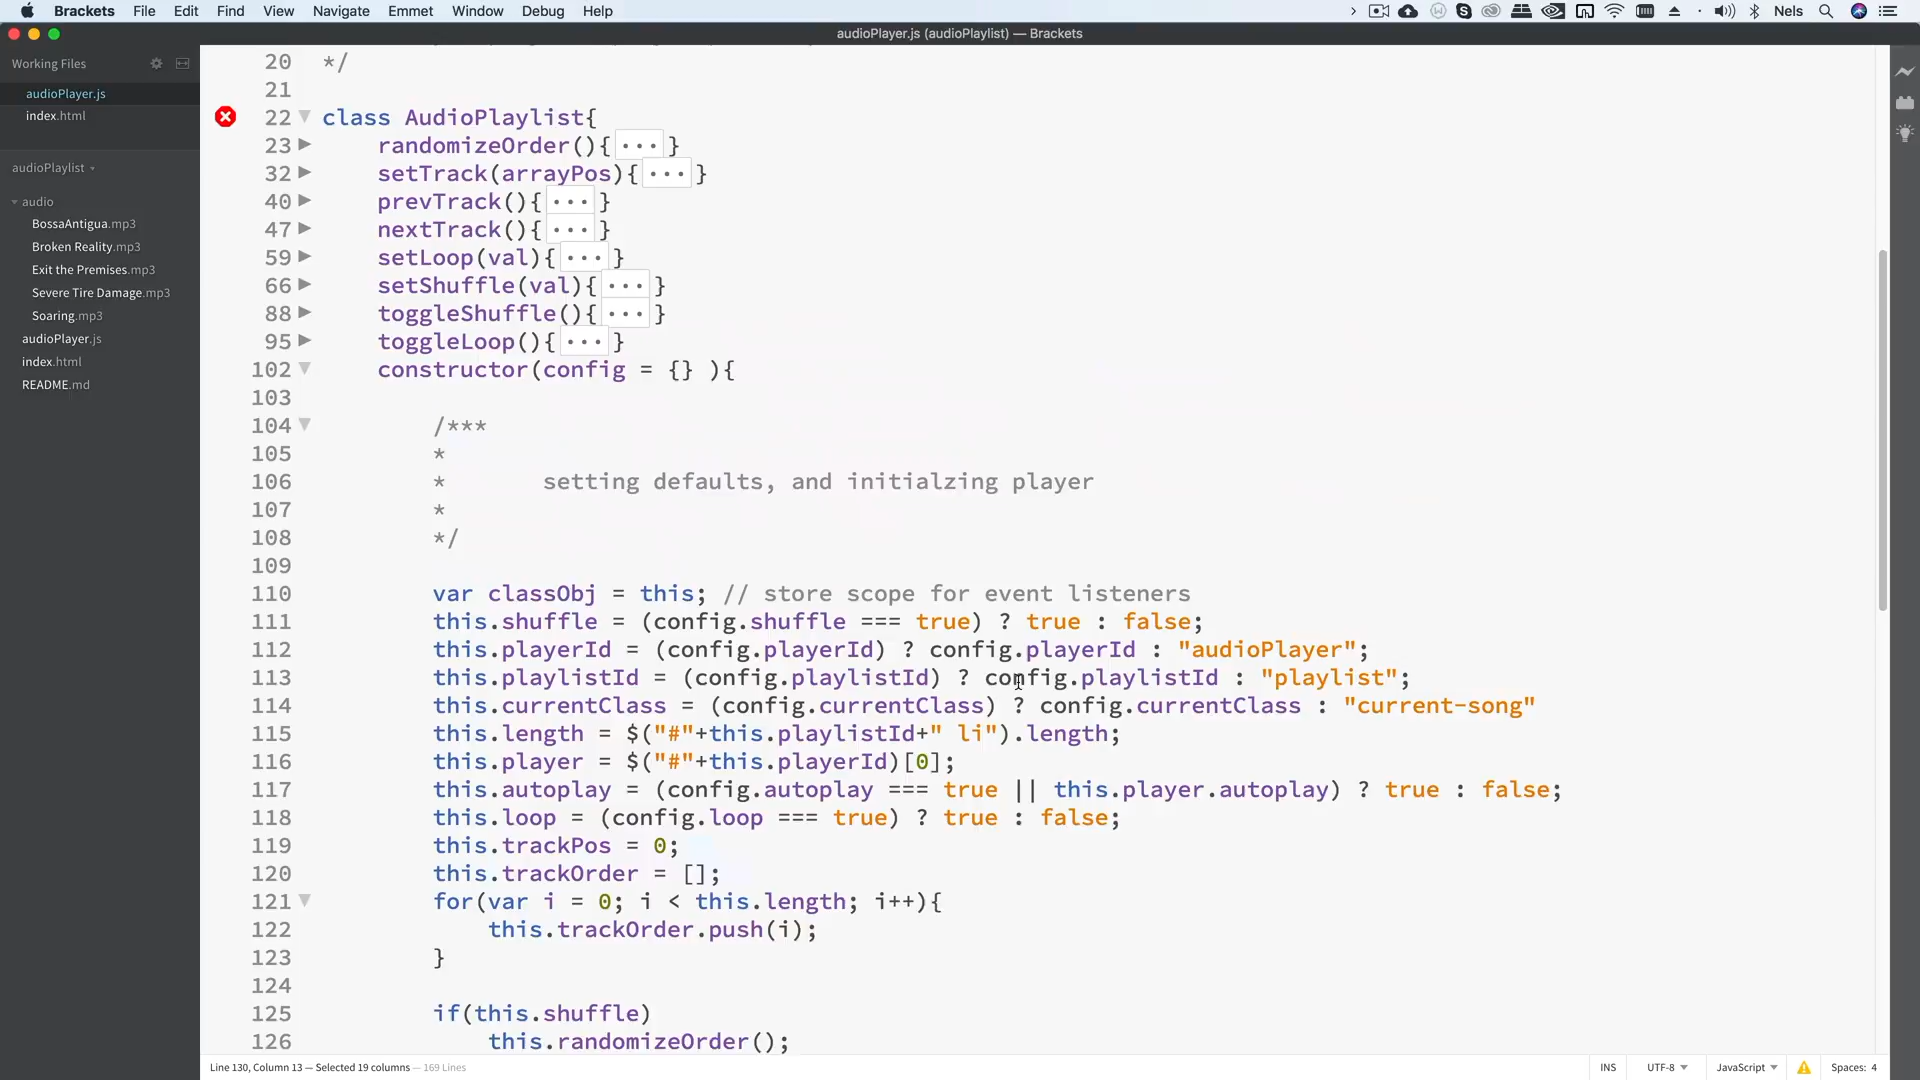 Brackets File Edit Find View Navigate Emmet Window Debug Help Nels
audioPlayer.js (audioPlaylist) — Brackets
Working Files
audioPlayer.js
index.html
audioPlaylist
audio
BossaAntigua.mp3
Broken Reality.mp3
Exit the Premises.mp3
Severe Tire Damage.mp3
Soaring.mp3
audioPlayer.js
index.html
README.md
20 */
21
22 class AudioPlaylist{
23 randomizeOrder(){ ... }
32 setTrack(arrayPos){ ... }
40 prevTrack(){ ... }
47 nextTrack(){ ... }
59 setLoop(val){ ... }
66 setShuffle(val){ ... }
88 toggleShuffle(){ ... }
95 toggleLoop(){ ... }
102 constructor(config = {} ){
103
104 /***
105 *
106 * setting defaults, and initialzing player
107 *
108 */
109
110 var classObj = this; // store scope for event listeners
111 this.shuffle = (config.shuffle === true) ? true : false;
112 this.playerId = (config.playerId) ? config.playerId : "audioPlayer";
113 this.playlistId = (config.playlistId) ? config.playlistId : "playlist";
114 this.currentClass = (config.currentClass) ? config.currentClass : "current-song"
115 this.length = $("#"+this.playlistId+" li").length;
116 this.player = $("#"+this.playerId)[0];
117 this.autoplay = (config.autoplay === true || this.player.autoplay) ? true : false;
118 this.loop = (config.loop === true) ? true : false;
119 this.trackPos = 0;
120 this.trackOrder = [];
121 for(var i = 0; i < this.length; i++){
122 this.trackOrder.push(i);
123 }
124
125 if(this.shuffle)
126 this.randomizeOrder();
Line 130, Column 13 — Selected 19 columns — 169 Lines INS UTF-8 JavaScript Spaces: 4